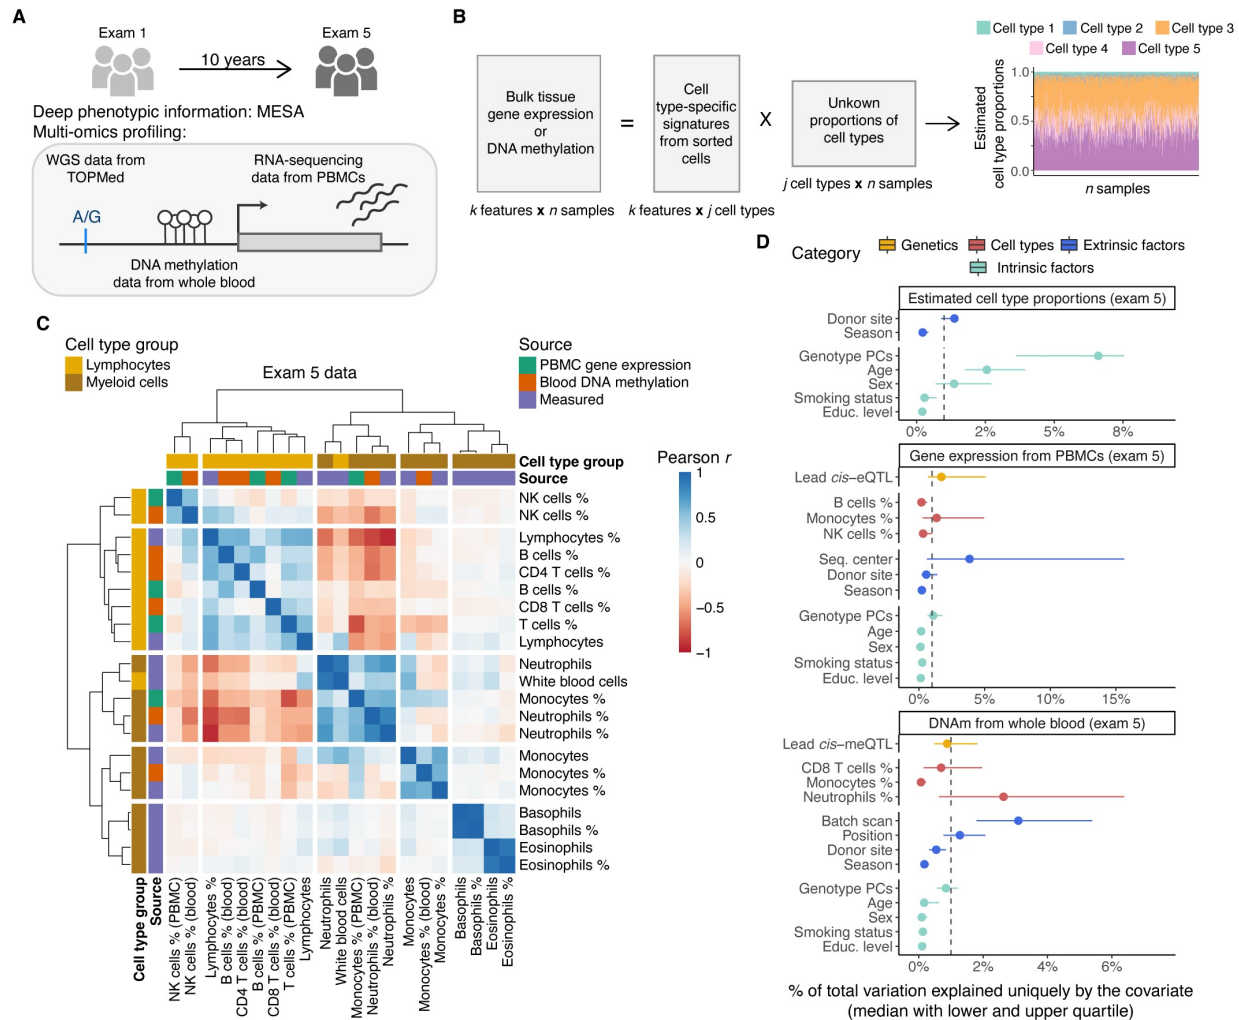 A
Exam 1
Exam 5
10 years
Deep phenotypic information: MESA
Multi-omics profiling:
WGS data from
TOPMed
RNA-sequencing
data from PBMCs
A/G
DNA methylation
data from whole blood
B
Bulk tissue
gene expression
or
DNA methylation
=
Cell
type-specific
signatures
from sorted
cells
X
Unkown
proportions of
cell types
k features x n samples
k features x j cell types
j cell types x n samples
Cell type 1
Cell type 2
Cell type 3
Cell type 4
Cell type 5
Estimated
cell type proportions
1.0
0.5
0.0
n samples
C
Cell type group
Lymphocytes
Myeloid cells
Exam 5 data
Source
PBMC gene expression
Blood DNA methylation
Measured
Cell type group
Source
NK cells %
NK cells %
Lymphocytes %
B cells %
CD4 T cells %
B cells %
CD8 T cells %
T cells %
Lymphocytes
Neutrophils
White blood cells
Monocytes %
Neutrophils %
Neutrophils %
Monocytes
Monocytes %
Monocytes %
Basophils
Basophils %
Eosinophils
Eosinophils %
Pearson r
1
0.5
0
−0.5
−1
Cell type group
Source
NK cells % (PBMC)
NK cells % (blood)
Lymphocytes %
B cells % (blood)
CD4 T cells % (blood)
B cells % (PBMC)
CD8 T cells % (blood)
T cells % (PBMC)
Lymphocytes
Neutrophils
White blood cells
Monocytes % (PBMC)
Neutrophils % (blood)
Neutrophils %
Monocytes
Monocytes % (blood)
Monocytes %
Basophils
Basophils %
Eosinophils
Eosinophils %
D
Category
Genetics
Cell types
Extrinsic factors
Intrinsic factors
Estimated cell type proportions (exam 5)
Donor site
Season
Genotype PCs
Age
Sex
Smoking status
Educ. level
0%
2%
5%
8%
Gene expression from PBMCs (exam 5)
Lead cis–eQTL
B cells %
Monocytes %
NK cells %
Seq. center
Donor site
Season
Genotype PCs
Age
Sex
Smoking status
Educ. level
0%
5%
10%
15%
DNAm from whole blood (exam 5)
Lead cis–meQTL
CD8 T cells %
Monocytes %
Neutrophils %
Batch scan
Position
Donor site
Season
Genotype PCs
Age
Sex
Smoking status
Educ. level
0%
2%
4%
6%
% of total variation explained uniquely by the covariate
(median with lower and upper quartile)